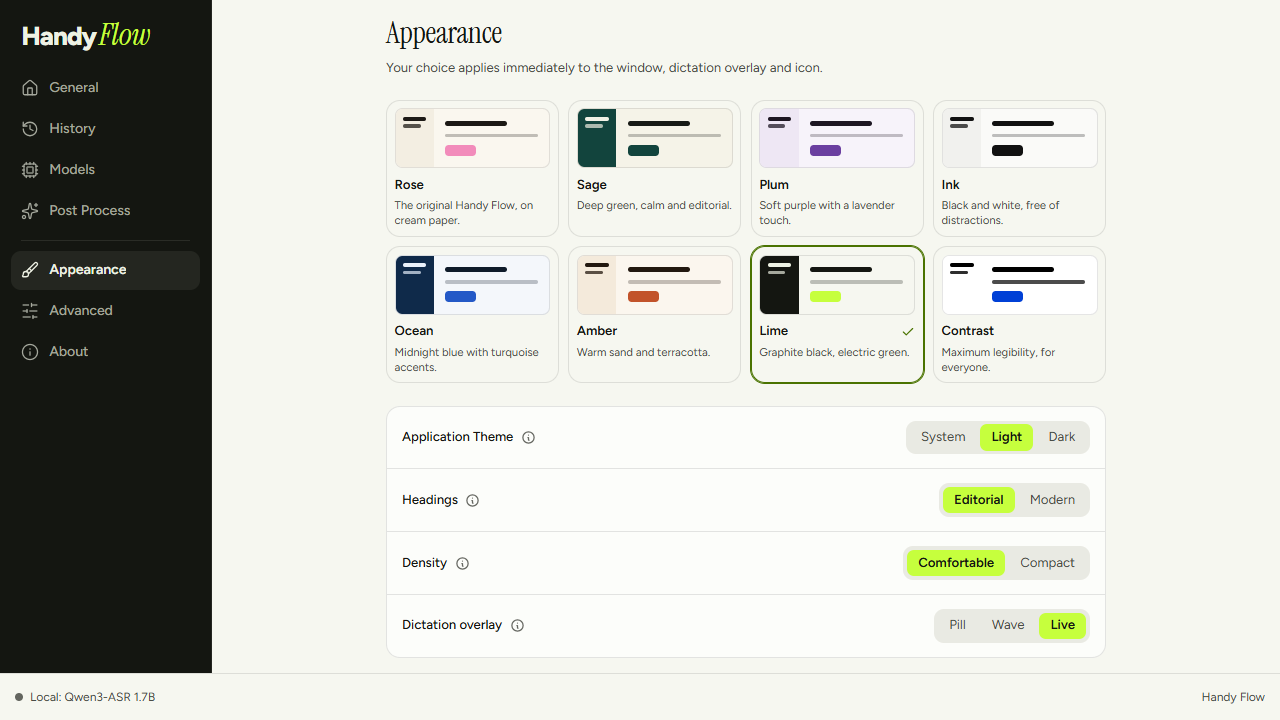 Handy Flow
General
History
Models
Post Process
Appearance
Advanced
About
Appearance
Your choice applies immediately to the window, dictation overlay and icon.
Rose
The original Handy Flow, on
cream paper.
Sage
Deep green, calm and editorial.
Plum
Soft purple with a lavender
touch.
Ink
Black and white, free of
distractions.
Ocean
Midnight blue with turquoise
accents.
Amber
Warm sand and terracotta.
Lime
Graphite black, electric green.
Contrast
Maximum legibility, for
everyone.
Application Theme
System Light Dark
Headings
Editorial Modern
Density
Comfortable Compact
Dictation overlay
Pill Wave Live
Local: Qwen3-ASR 1.7B
Handy Flow